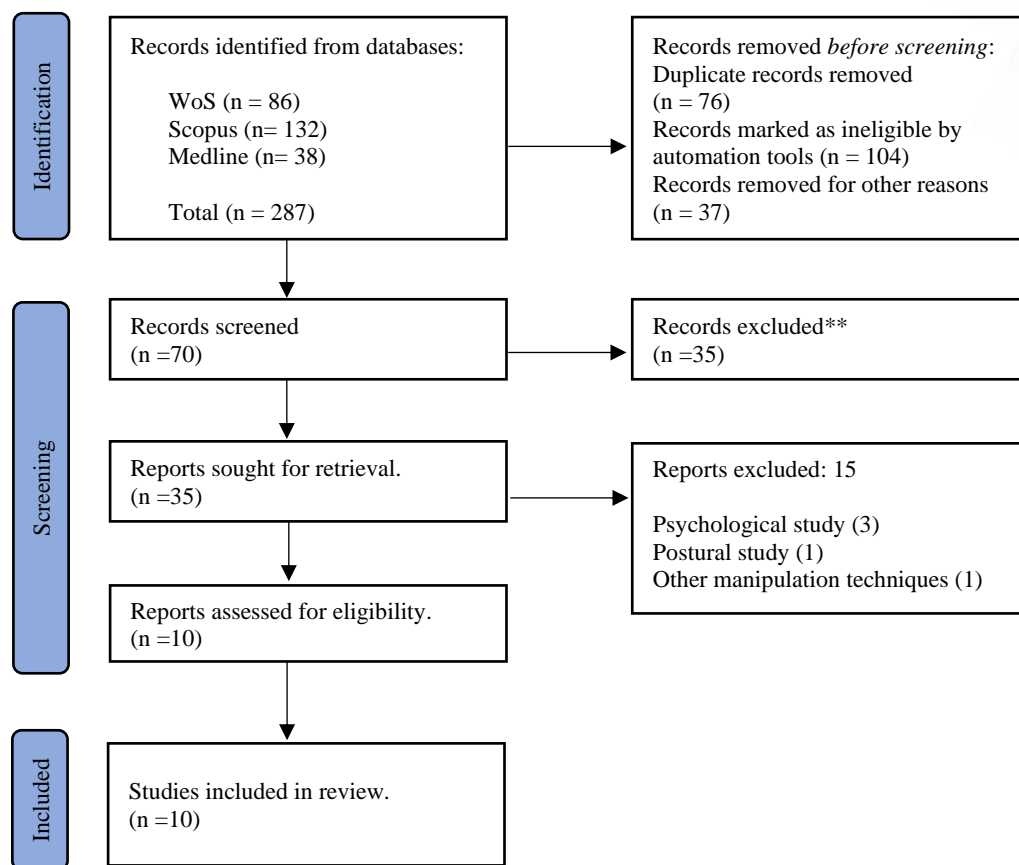 Identification
Records identified from databases:
WoS (n = 86)
Scopus (n= 132)
Medline (n= 38)
Total (n = 287)
Records removed before screening:
Duplicate records removed
(n = 76)
Records marked as ineligible by
automation tools (n = 104)
Records removed for other reasons
(n = 37)
Screening
Records screened
(n =70)
Records excluded**
(n =35)
Reports sought for retrieval.
(n =35)
Reports excluded: 15
Psychological study (3)
Postural study (1)
Other manipulation techniques (1)
Reports assessed for eligibility.
(n =10)
Included
Studies included in review.
(n =10)